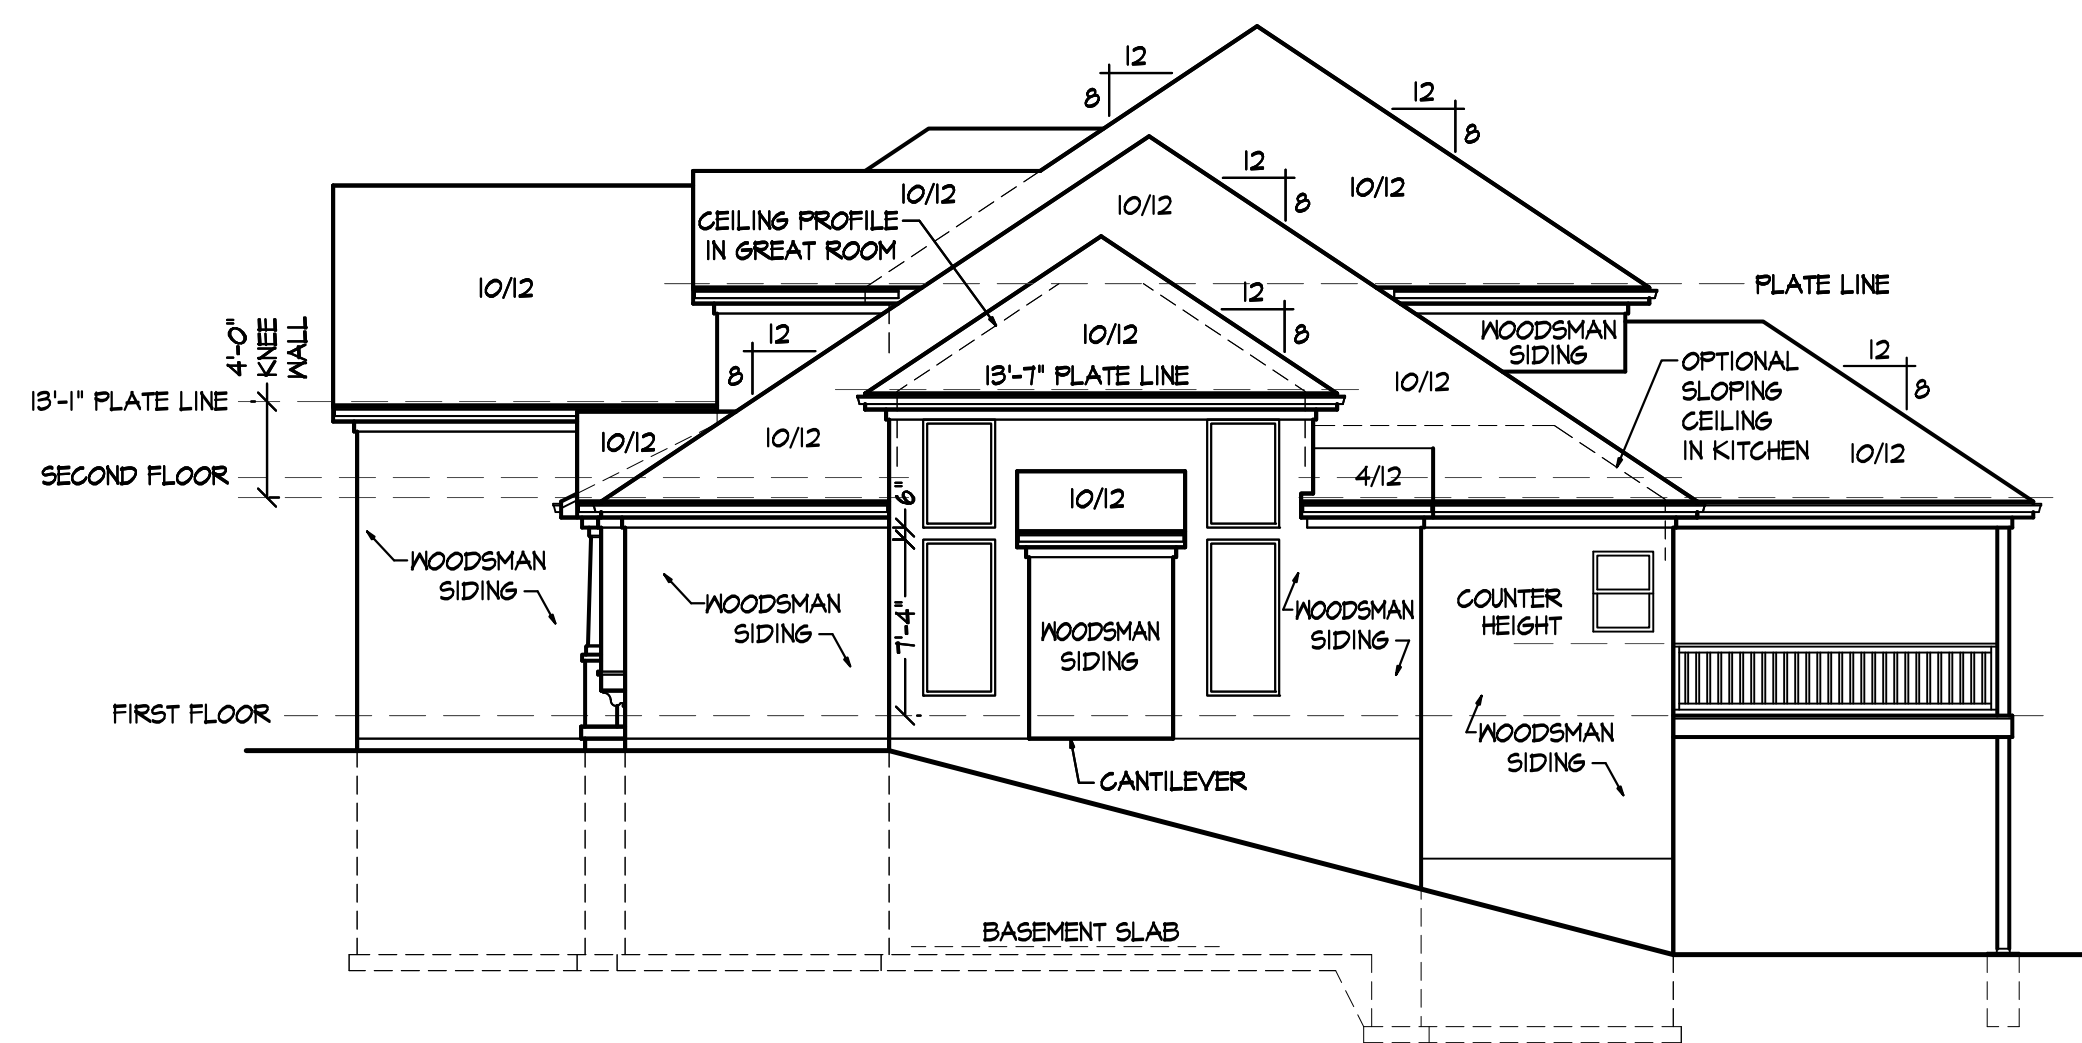 12
8
12
8
12
8
10/12
10/12
10/12
CEILING PROFILE
IN GREAT ROOM
10/12
PLATE LINE
12
8
10/12
12
8
4'-0"
KNEE
WALL
WOODSMAN
SIDING
12
8
OPTIONAL
SLOPING
CEILING
IN KITCHEN
13'-7" PLATE LINE
10/12
13'-1" PLATE LINE
10/12
10/12
10/12
SECOND FLOOR
4/12
6"
10/12
WOODSMAN
SIDING
WOODSMAN
SIDING
7'-4"
WOODSMAN
SIDING
WOODSMAN
SIDING
COUNTER
HEIGHT
FIRST FLOOR
WOODSMAN
SIDING
CANTILEVER
BASEMENT SLAB